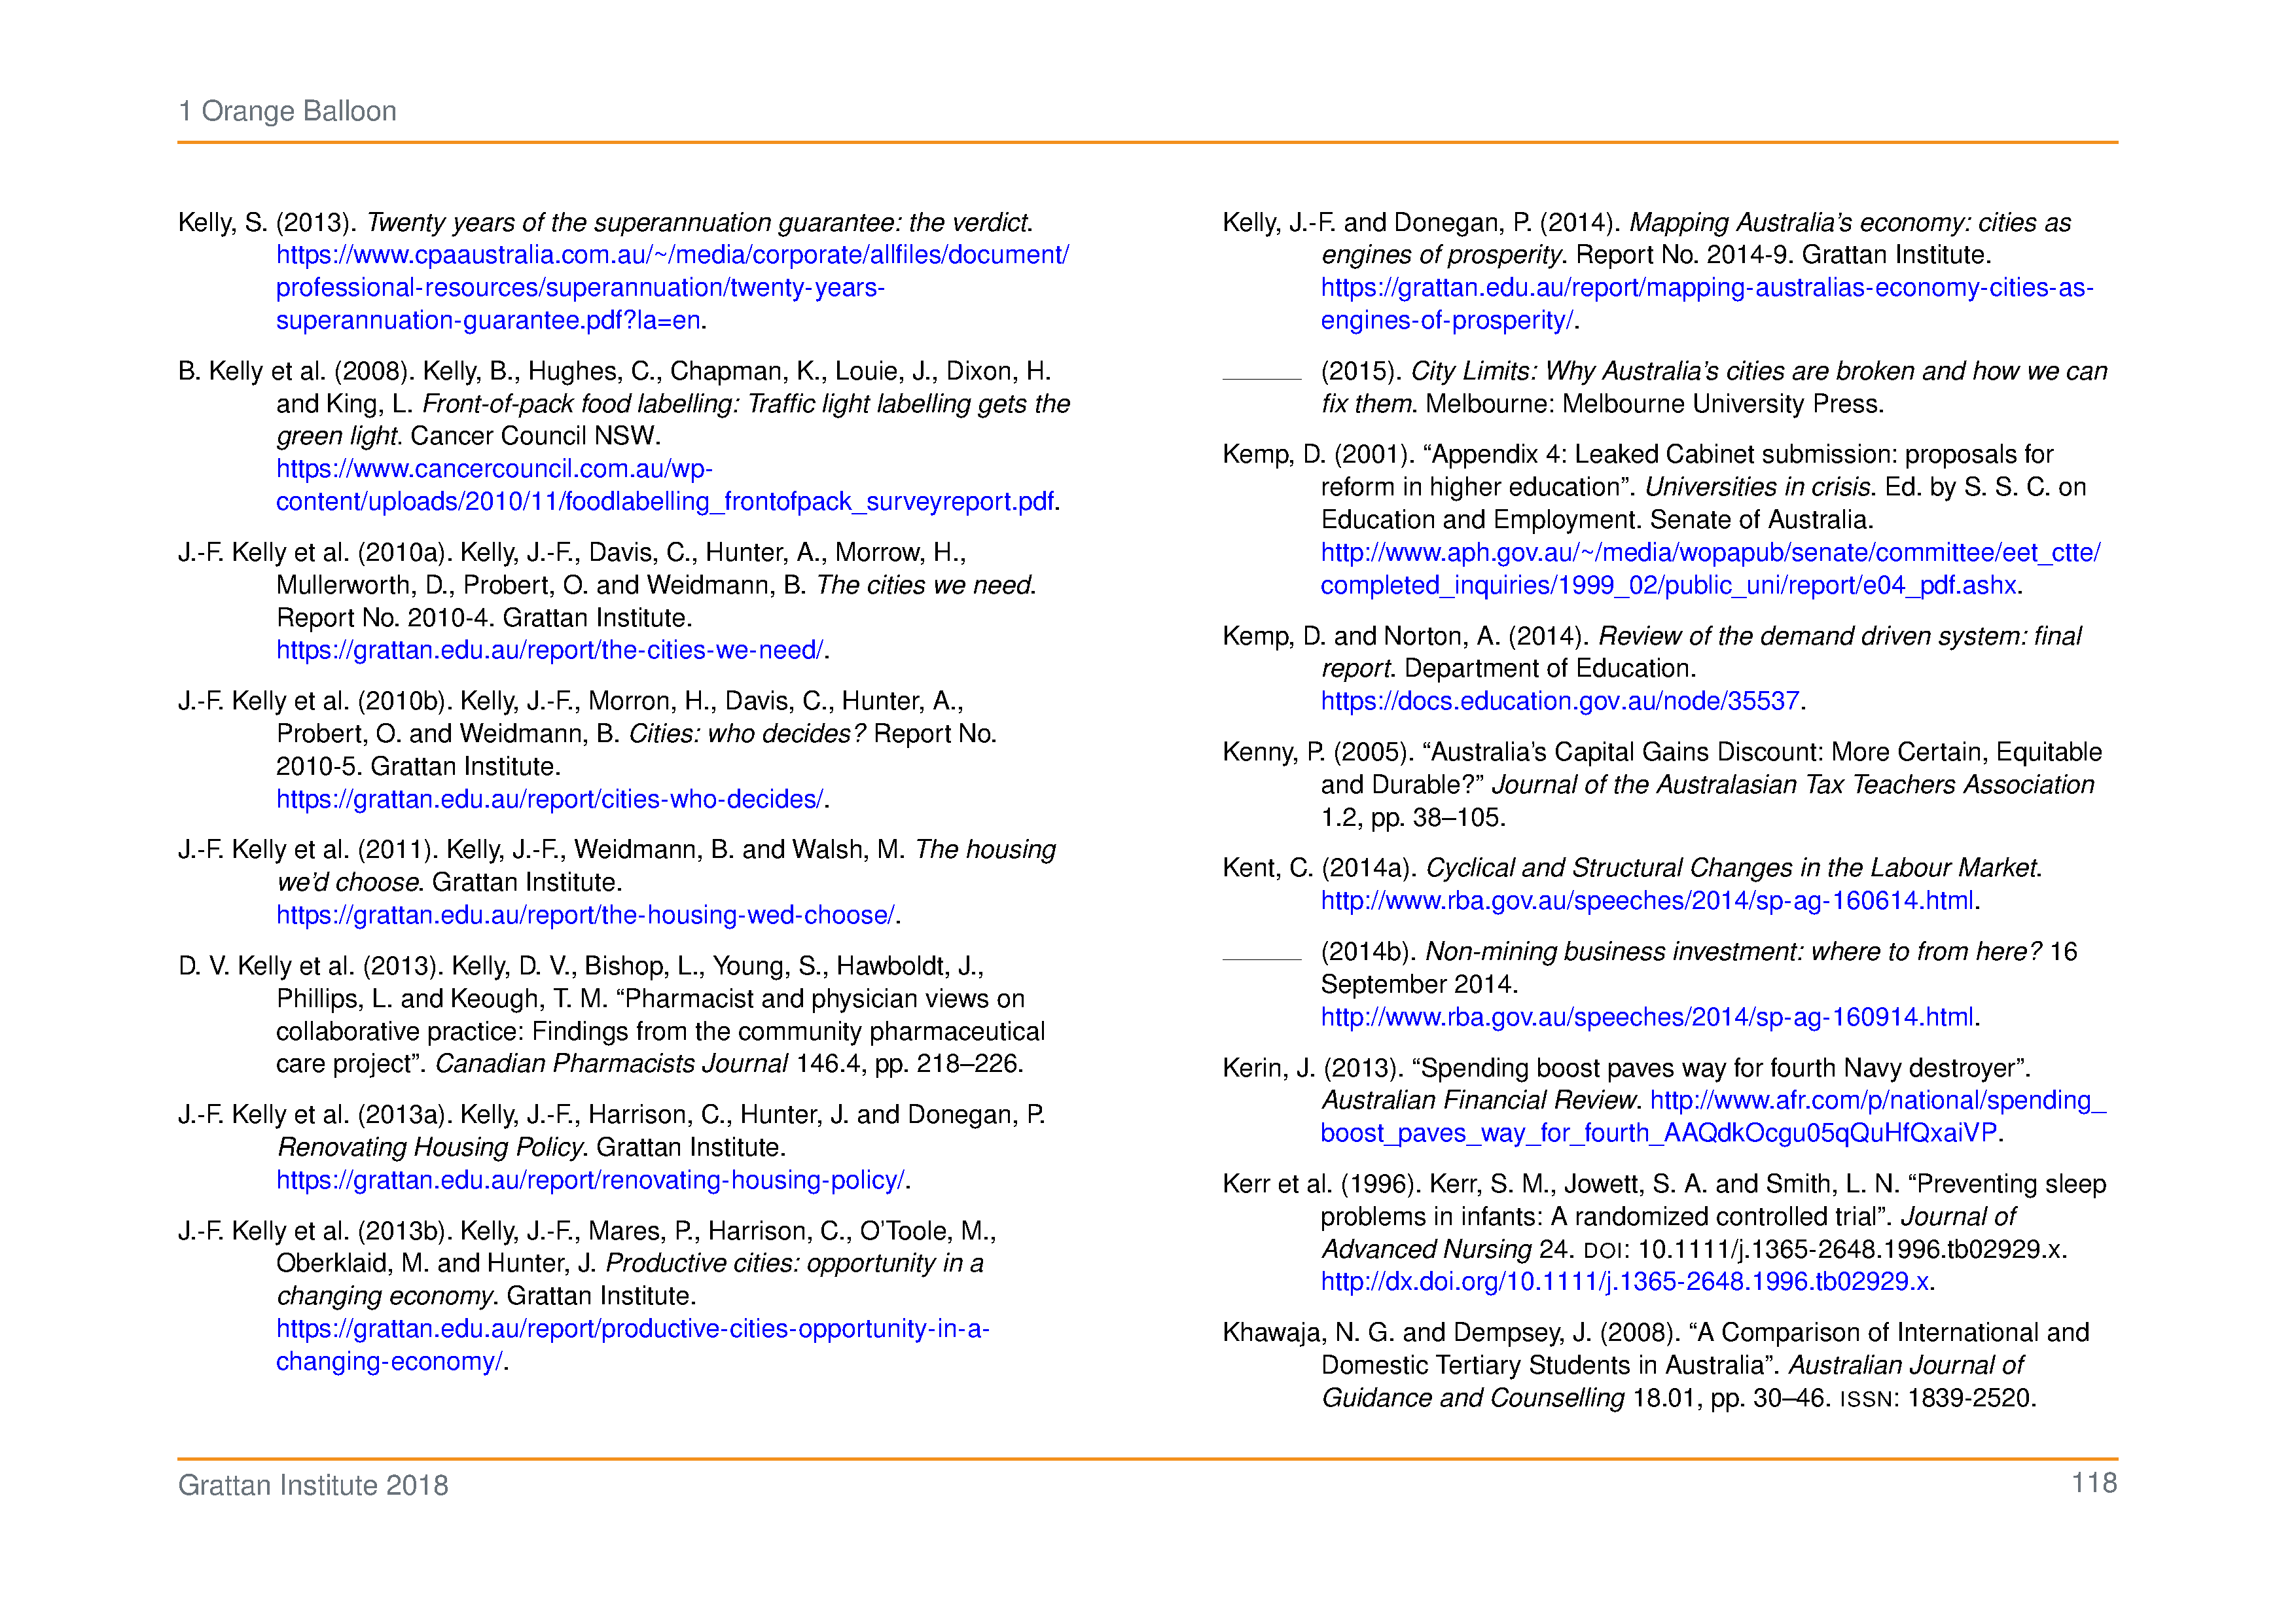 1 Orange Balloon
Kelly, S. (2013). Twenty years of the superannuation guarantee: the verdict.
https://www.cpaaustralia.com.au/~/media/corporate/allfiles/document/
professional-resources/superannuation/twenty-years-
superannuation-guarantee.pdf?la=en.
B. Kelly et al. (2008). Kelly, B., Hughes, C., Chapman, K., Louie, J., Dixon, H.
and King, L. Front-of-pack food labelling: Traffic light labelling gets the
green light. Cancer Council NSW.
https://www.cancercouncil.com.au/wp-
content/uploads/2010/11/foodlabelling_frontofpack_surveyreport.pdf.
J.-F. Kelly et al. (2010a). Kelly, J.-F., Davis, C., Hunter, A., Morrow, H.,
Mullerworth, D., Probert, O. and Weidmann, B. The cities we need.
Report No. 2010-4. Grattan Institute.
https://grattan.edu.au/report/the-cities-we-need/.
J.-F. Kelly et al. (2010b). Kelly, J.-F., Morron, H., Davis, C., Hunter, A.,
Probert, O. and Weidmann, B. Cities: who decides? Report No.
2010-5. Grattan Institute.
https://grattan.edu.au/report/cities-who-decides/.
J.-F. Kelly et al. (2011). Kelly, J.-F., Weidmann, B. and Walsh, M. The housing
we’d choose. Grattan Institute.
https://grattan.edu.au/report/the-housing-wed-choose/.
D. V. Kelly et al. (2013). Kelly, D. V., Bishop, L., Young, S., Hawboldt, J.,
Phillips, L. and Keough, T. M. “Pharmacist and physician views on
collaborative practice: Findings from the community pharmaceutical
care project”. Canadian Pharmacists Journal 146.4, pp. 218–226.
J.-F. Kelly et al. (2013a). Kelly, J.-F., Harrison, C., Hunter, J. and Donegan, P.
Renovating Housing Policy. Grattan Institute.
https://grattan.edu.au/report/renovating-housing-policy/.
J.-F. Kelly et al. (2013b). Kelly, J.-F., Mares, P., Harrison, C., O’Toole, M.,
Oberklaid, M. and Hunter, J. Productive cities: opportunity in a
changing economy. Grattan Institute.
https://grattan.edu.au/report/productive-cities-opportunity-in-a-
changing-economy/.
Kelly, J.-F. and Donegan, P. (2014). Mapping Australia’s economy: cities as
engines of prosperity. Report No. 2014-9. Grattan Institute.
https://grattan.edu.au/report/mapping-australias-economy-cities-as-
engines-of-prosperity/.
(2015). City Limits: Why Australia’s cities are broken and how we can
fix them. Melbourne: Melbourne University Press.
Kemp, D. (2001). “Appendix 4: Leaked Cabinet submission: proposals for
reform in higher education”. Universities in crisis. Ed. by S. S. C. on
Education and Employment. Senate of Australia.
http://www.aph.gov.au/~/media/wopapub/senate/committee/eet_ctte/
completed_inquiries/1999_02/public_uni/report/e04_pdf.ashx.
Kemp, D. and Norton, A. (2014). Review of the demand driven system: final
report. Department of Education.
https://docs.education.gov.au/node/35537.
Kenny, P. (2005). “Australia’s Capital Gains Discount: More Certain, Equitable
and Durable?” Journal of the Australasian Tax Teachers Association
1.2, pp. 38–105.
Kent, C. (2014a). Cyclical and Structural Changes in the Labour Market.
http://www.rba.gov.au/speeches/2014/sp-ag-160614.html.
(2014b). Non-mining business investment: where to from here? 16
September 2014.
http://www.rba.gov.au/speeches/2014/sp-ag-160914.html.
Kerin, J. (2013). “Spending boost paves way for fourth Navy destroyer”.
Australian Financial Review. http://www.afr.com/p/national/spending_
boost_paves_way_for_fourth_AAQdkOcgu05qQuHfQxaiVP.
Kerr et al. (1996). Kerr, S. M., Jowett, S. A. and Smith, L. N. “Preventing sleep
problems in infants: A randomized controlled trial”. Journal of
Advanced Nursing 24. DOI: 10.1111/j.1365-2648.1996.tb02929.x.
http://dx.doi.org/10.1111/j.1365-2648.1996.tb02929.x.
Khawaja, N. G. and Dempsey, J. (2008). “A Comparison of International and
Domestic Tertiary Students in Australia”. Australian Journal of
Guidance and Counselling 18.01, pp. 30–46. ISSN: 1839-2520.
Grattan Institute 2018
118